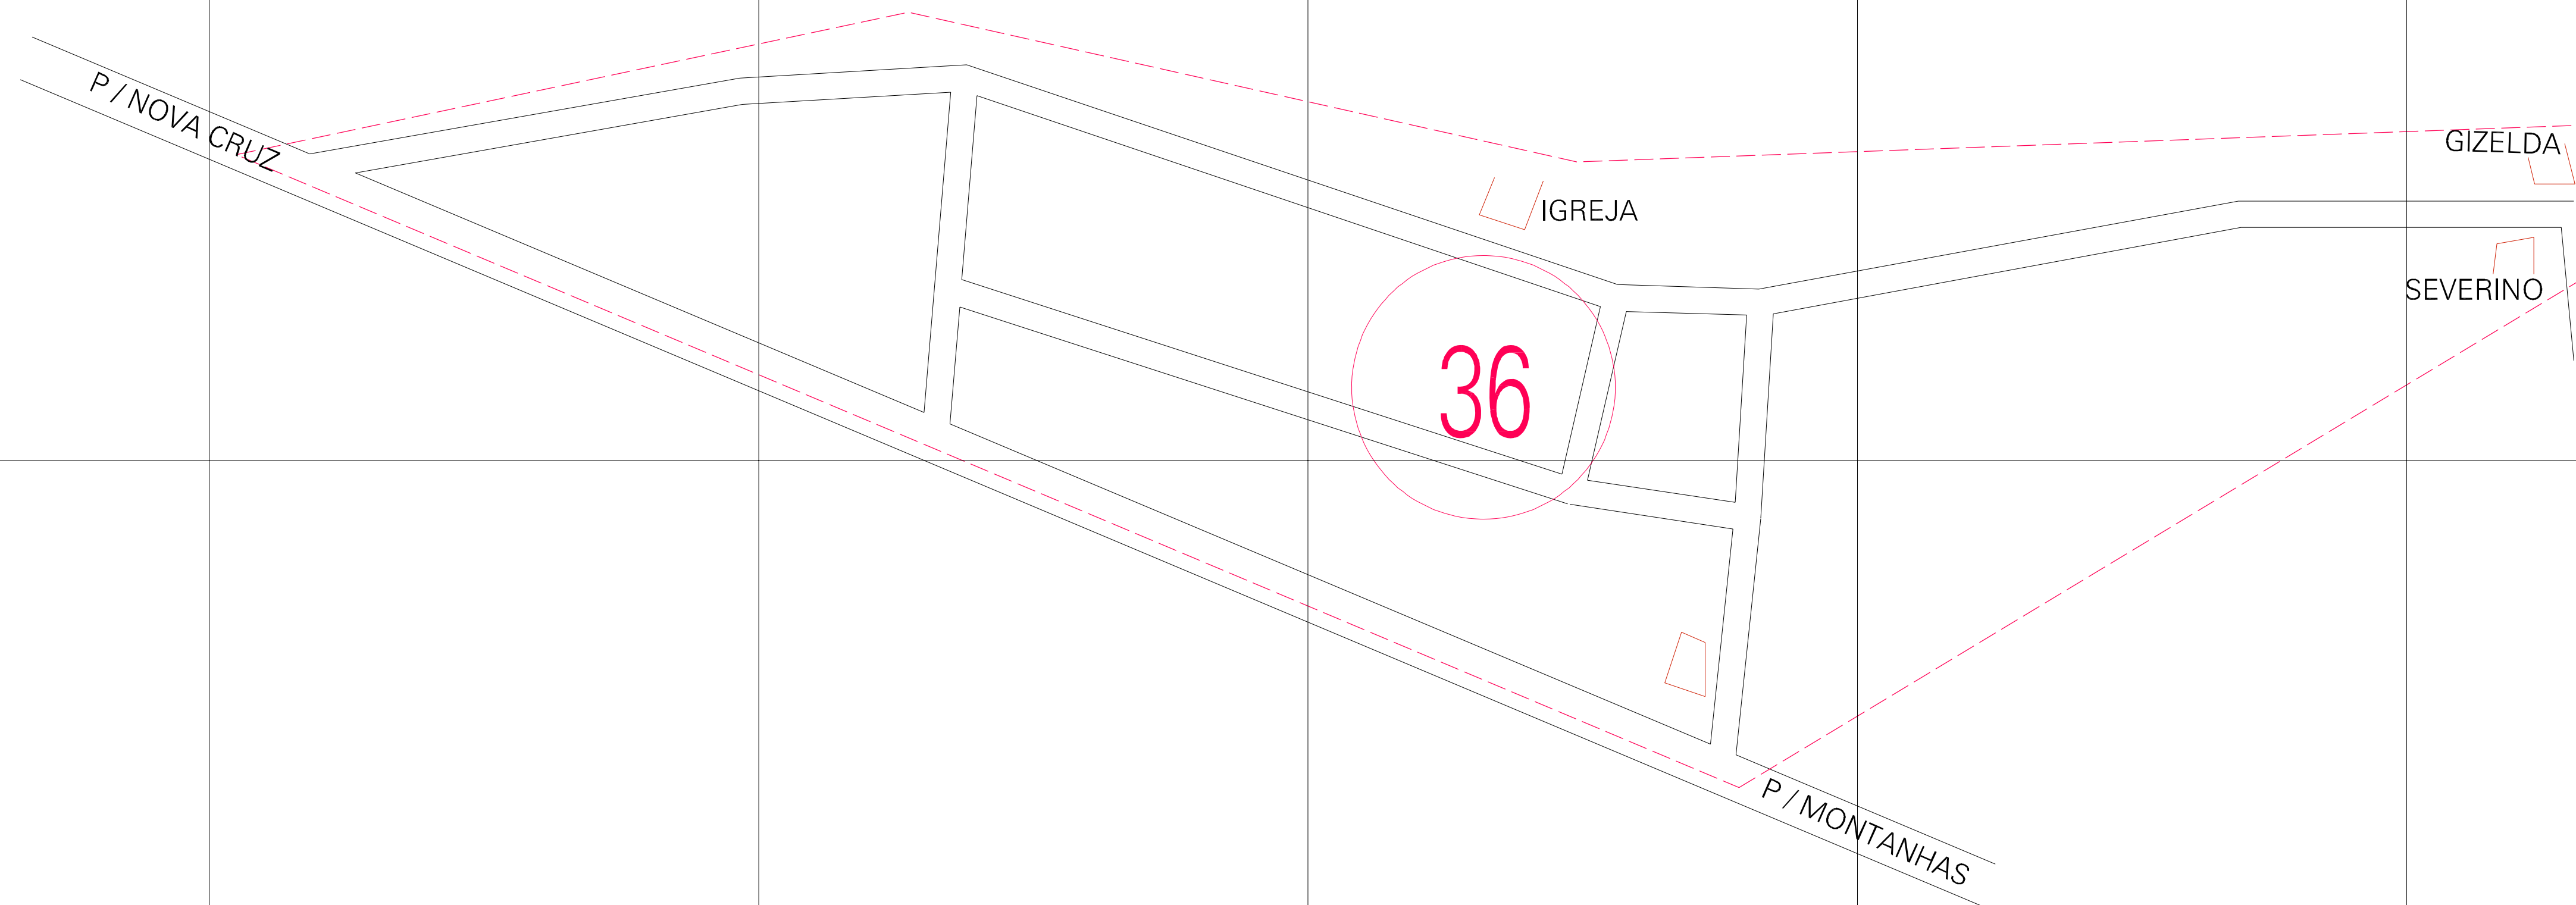 P / NOVA CRUZ
GIZELDA
IGREJA
SEVERINO
36
P / MONTANHAS